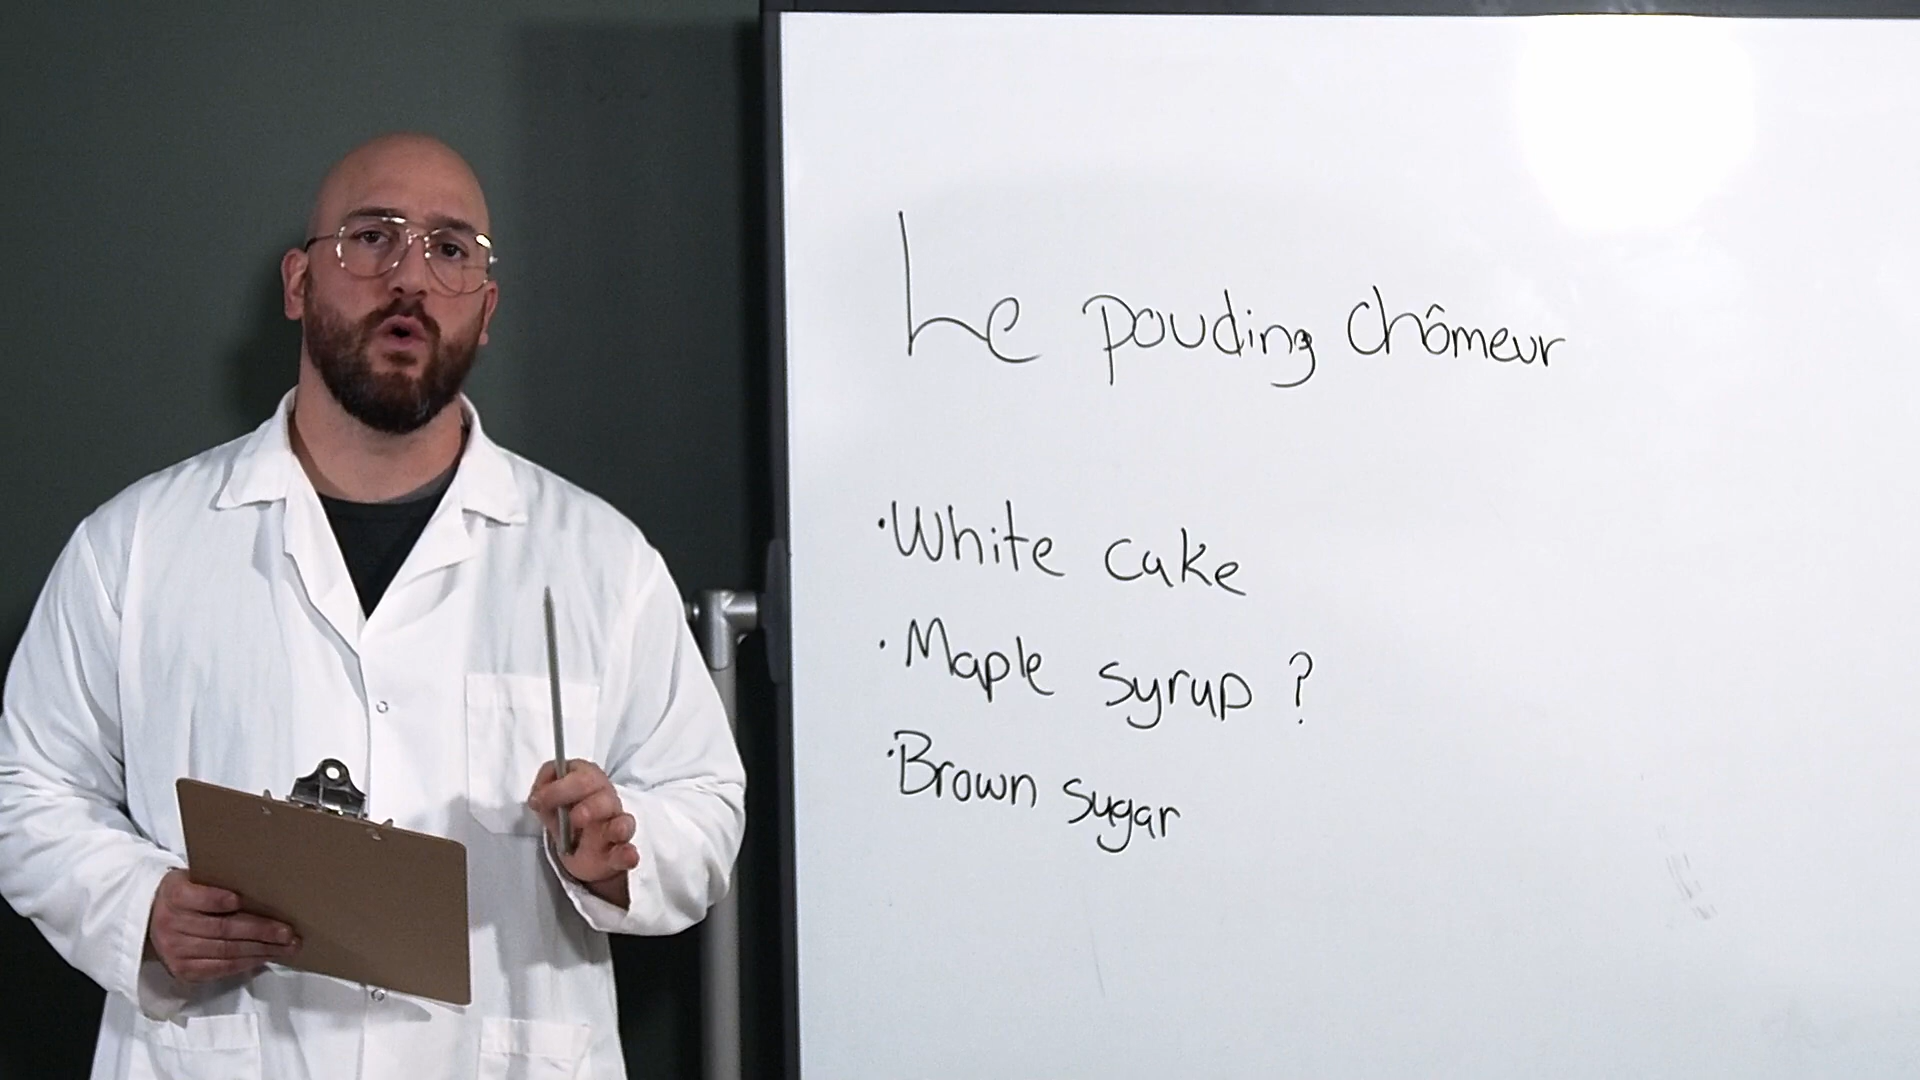 Le pouding chômeur
·White cake
·Maple syrup ?
·Brown sugar